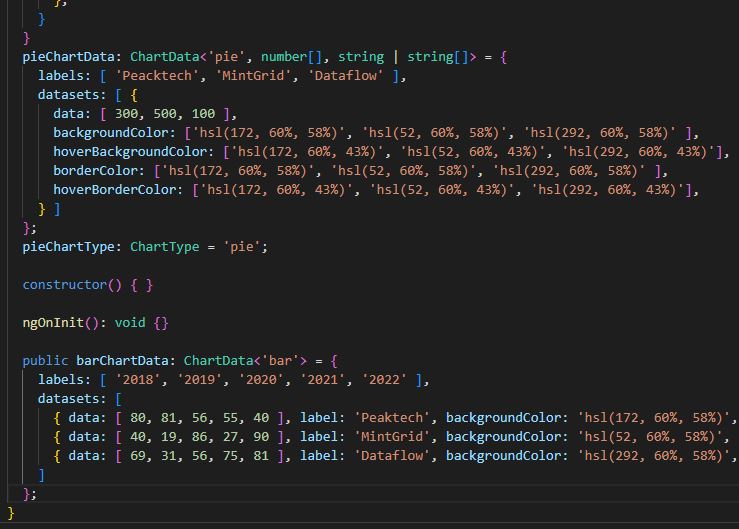 };
}
}
pieChartData: ChartData<'pie', number[], string | string[]> = {
labels: [ 'Peacktech', 'MintGrid', 'Dataflow' ],
datasets: [ {
data: [ 300, 500, 100 ],
backgroundColor: ['hsl(172, 60%, 58%)', 'hsl(52, 60%, 58%)', 'hsl(292, 60%, 58%)' ],
hoverBackgroundColor: ['hsl(172, 60%, 43%)', 'hsl(52, 60%, 43%)', 'hsl(292, 60%, 43%)'],
borderColor: ['hsl(172, 60%, 58%)', 'hsl(52, 60%, 58%)', 'hsl(292, 60%, 58%)' ],
hoverBorderColor: ['hsl(172, 60%, 43%)', 'hsl(52, 60%, 43%)', 'hsl(292, 60%, 43%)'],
} ]
};
pieChartType: ChartType = 'pie';
constructor() { }
ngOnInit(): void {}
public barChartData: ChartData<'bar'> = {
labels: [ '2018', '2019', '2020', '2021', '2022' ],
datasets: [
{ data: [ 80, 81, 56, 55, 40 ], label: 'Peaktech', backgroundColor: 'hsl(172, 60%, 58%)',
{ data: [ 40, 19, 86, 27, 90 ], label: 'MintGrid', backgroundColor: 'hsl(52, 60%, 58%)',
{ data: [ 69, 31, 56, 75, 81 ], label: 'Dataflow', backgroundColor: 'hsl(292, 60%, 58%)',
]
};
}